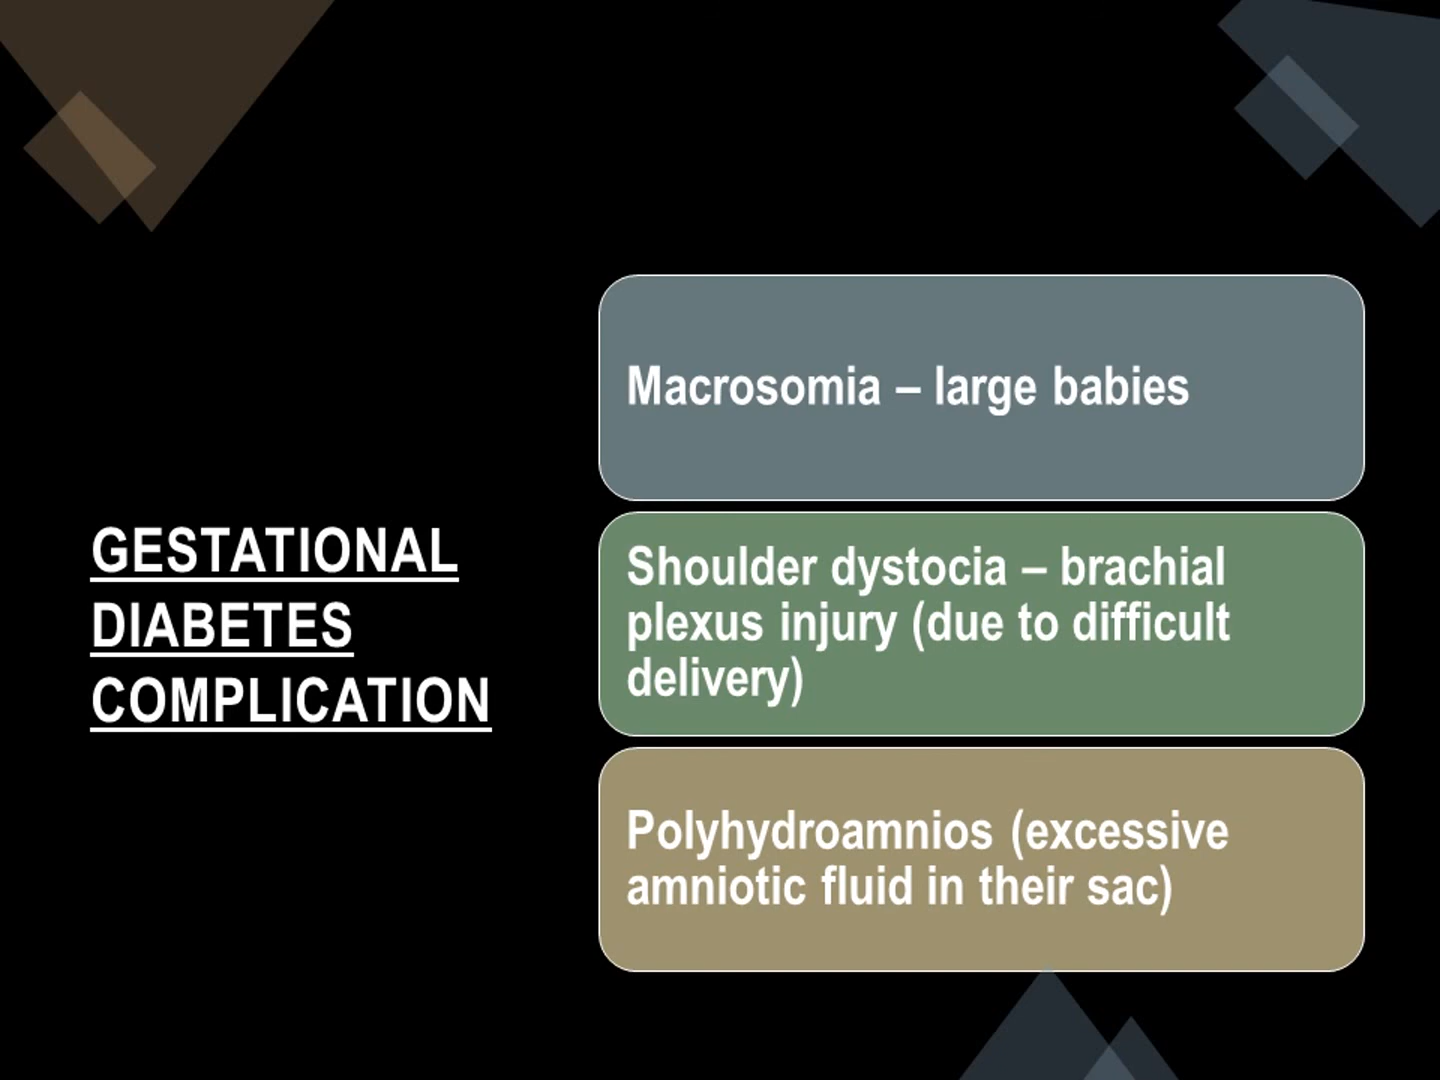 GESTATIONAL
DIABETES
COMPLICATION
Macrosomia – large babies
Shoulder dystocia – brachial
plexus injury (due to difficult
delivery)
Polyhydroamnios (excessive
amniotic fluid in their sac)